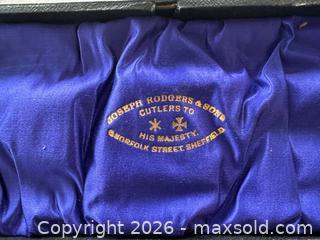 JOSEPH RODGERS & SONS
CUTLERS TO
HIS MAJESTY.
6 NORFOLK STREET. SHEFFIELD
Copyright © 2026 - maxsold.com